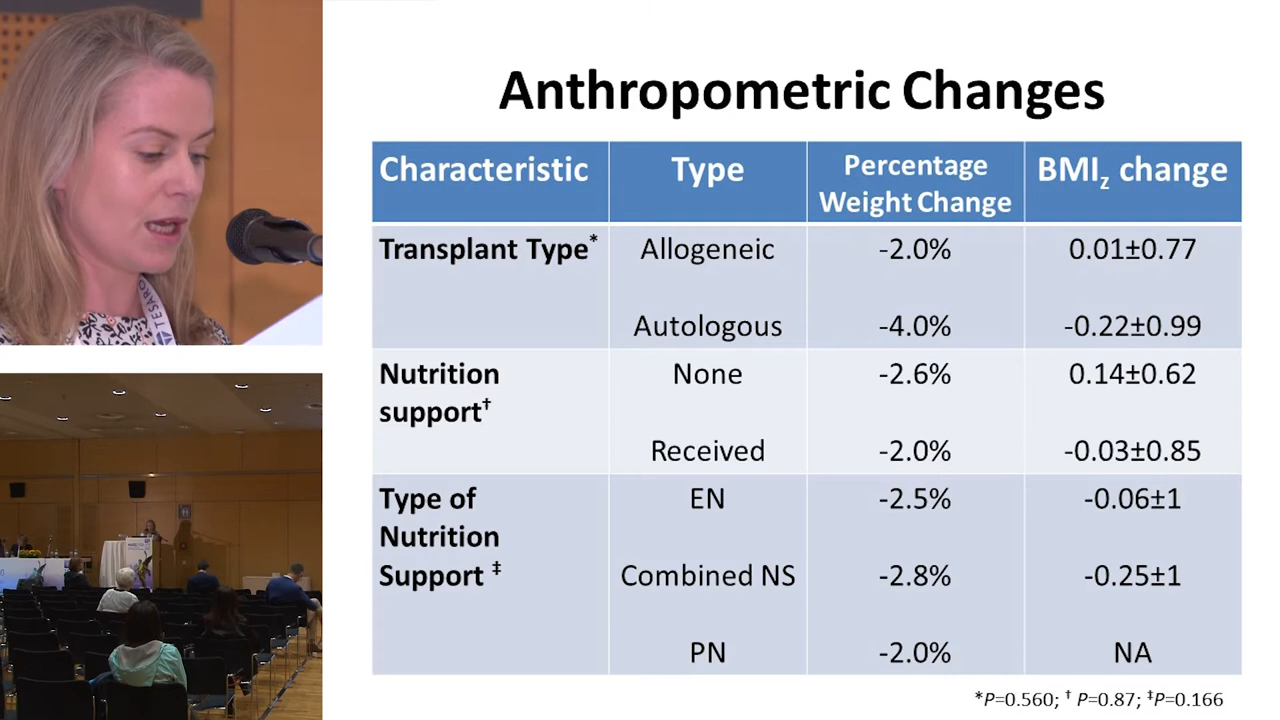 Anthropometric Changes
Characteristic Type Percentage Weight Change BMIz change
Transplant Type* Allogeneic -2.0% 0.01±0.77
Autologous -4.0% -0.22±0.99
Nutrition support† None -2.6% 0.14±0.62
Received -2.0% -0.03±0.85
Type of Nutrition Support ‡ EN -2.5% -0.06±1
Combined NS -2.8% -0.25±1
PN -2.0% NA
*P=0.560; † P=0.87; ‡P=0.166
TESARO